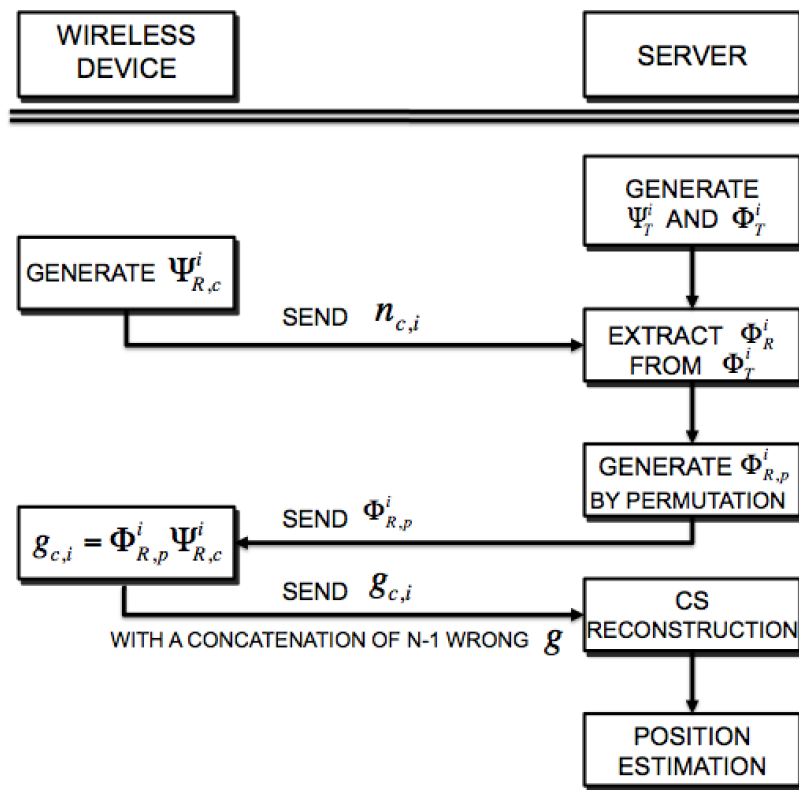 WIRELESS
DEVICE
SERVER
GENERATE
Ψ_T^i AND Φ_T^i
GENERATE Ψ_{R,c}^i
SEND n_{c,i}
EXTRACT Φ_R^i
FROM Φ_T^i
GENERATE Φ_{R,p}^i
BY PERMUTATION
SEND Φ_{R,p}^i
g_{c,i} = Φ_{R,p}^i Ψ_{R,c}^i
SEND g_{c,i}
WITH A CONCATENATION OF N-1 WRONG g
CS
RECONSTRUCTION
POSITION
ESTIMATION